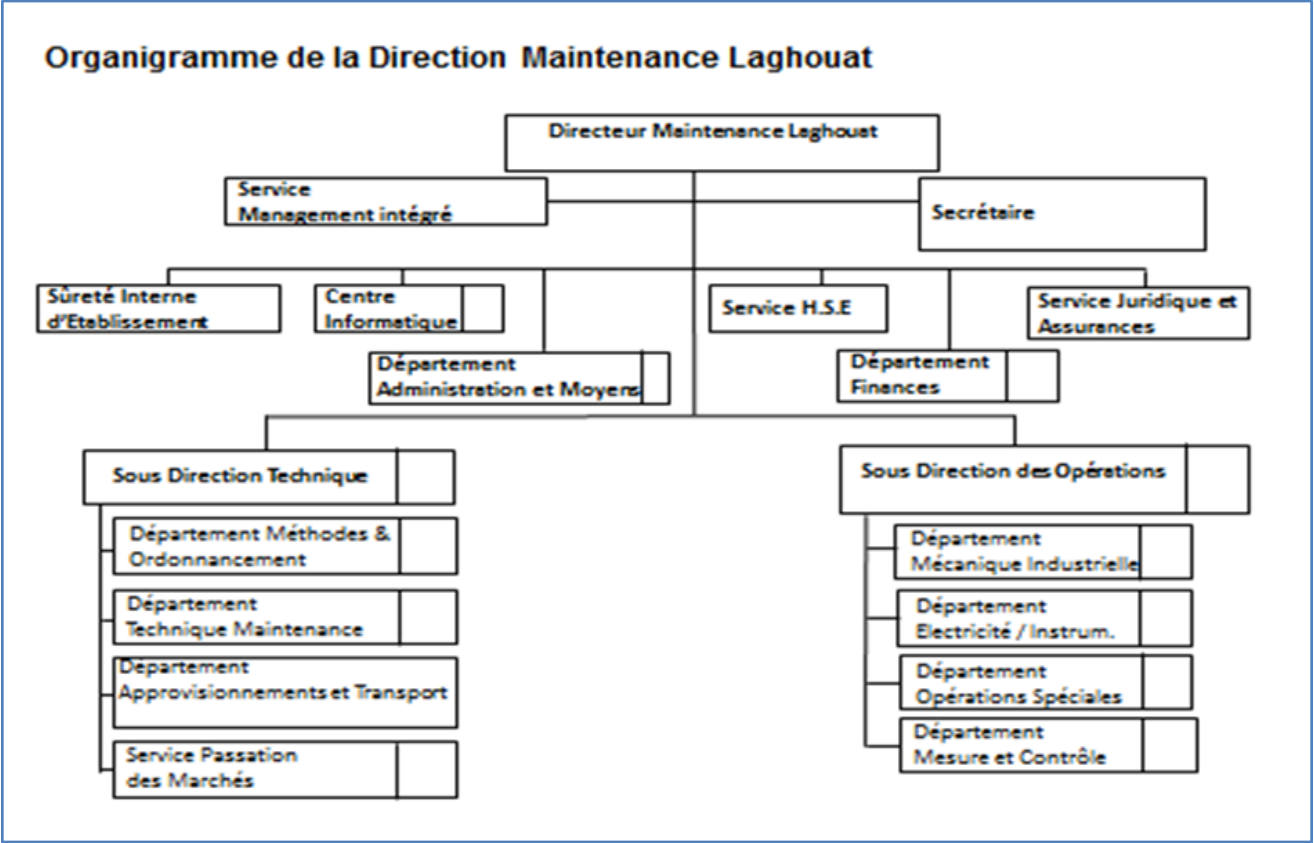 Organigramme de la Direction Maintenance Laghouat
Directeur Maintenance Laghouat
Service
Management intégré
Secrétaire
Sûreté Interne
d'Etablissement
Centre
Informatique
Service H.S.E
Service Juridique et
Assurances
Département
Administration et Moyens
Département
Finances
Sous Direction Technique
Département Méthodes &
Ordonnancement
Département
Technique Maintenance
Département
Approvisionnements et Transport
Service Passation
des Marchés
Sous Direction des Opérations
Département
Mécanique Industrielle
Département
Electricité / Instrum.
Département
Opérations Spéciales
Département
Mesure et Contrôle